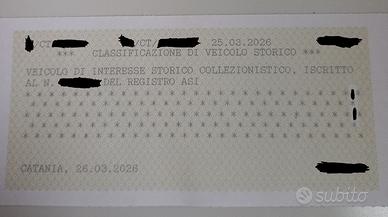 /CT /CT/ 25.03.2026
*** CLASSIFICAZIONE DI VEICOLO STORICO ***
VEICOLO DI INTERESSE STORICO COLLEZIONISTICO, ISCRITTO
AL N. DEL REGISTRO ASI
* * * * * * * * * * * * * * * * * * * * * * * * * *
* * * * * * * * * * * * * * * * * * * * * * * * * *
* * * * * * * * * * * * * * * * * * * * * * * * * *
* * * * * * * * * * * * * * * * * * * * * * * * * *
* * * * * * * * * * * * * * * * * * * * * * * * * *
CATANIA, 26.03.2026
subito